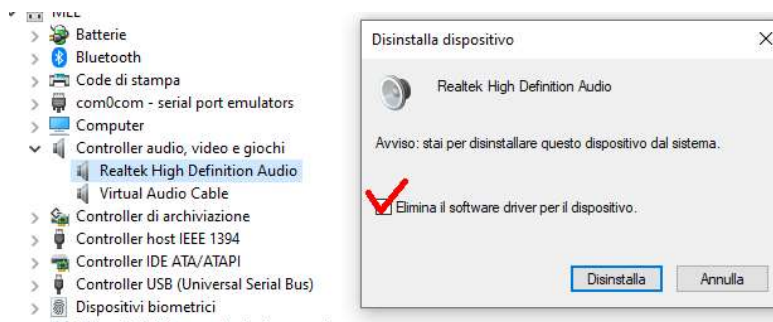 Batterie
Bluetooth
Code di stampa
com0com - serial port emulators
Computer
Controller audio, video e giochi
Realtek High Definition Audio
Virtual Audio Cable
Controller di archiviazione
Controller host IEEE 1394
Controller IDE ATA/ATAPI
Controller USB (Universal Serial Bus)
Dispositivi biometrici
Disinstalla dispositivo
Realtek High Definition Audio
Avviso: stai per disinstallare questo dispositivo dal sistema.
Elimina il software driver per il dispositivo.
Disinstalla
Annulla